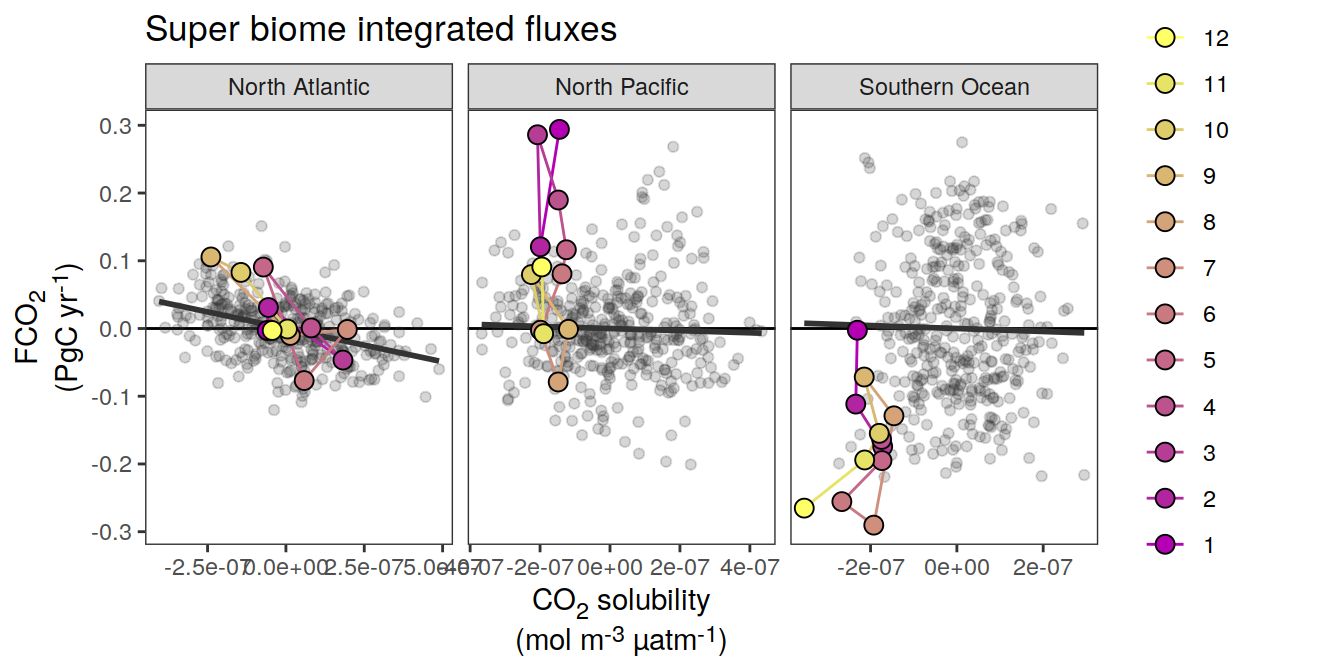 Super biome integrated fluxes
North Atlantic North Pacific Southern Ocean
0.3
0.2
0.1
0.0
-0.1
-0.2
-0.3
FCO2
(PgC yr-1)
-2.5e-07 0.0e+00 2.5e-07 5.0e-07 -4e-07 -2e-07 0e+00 2e-07 4e-07 -2e-07 0e+00 2e-07
CO2 solubility
(mol m-3 µatm-1)
12
11
10
9
8
7
6
5
4
3
2
1